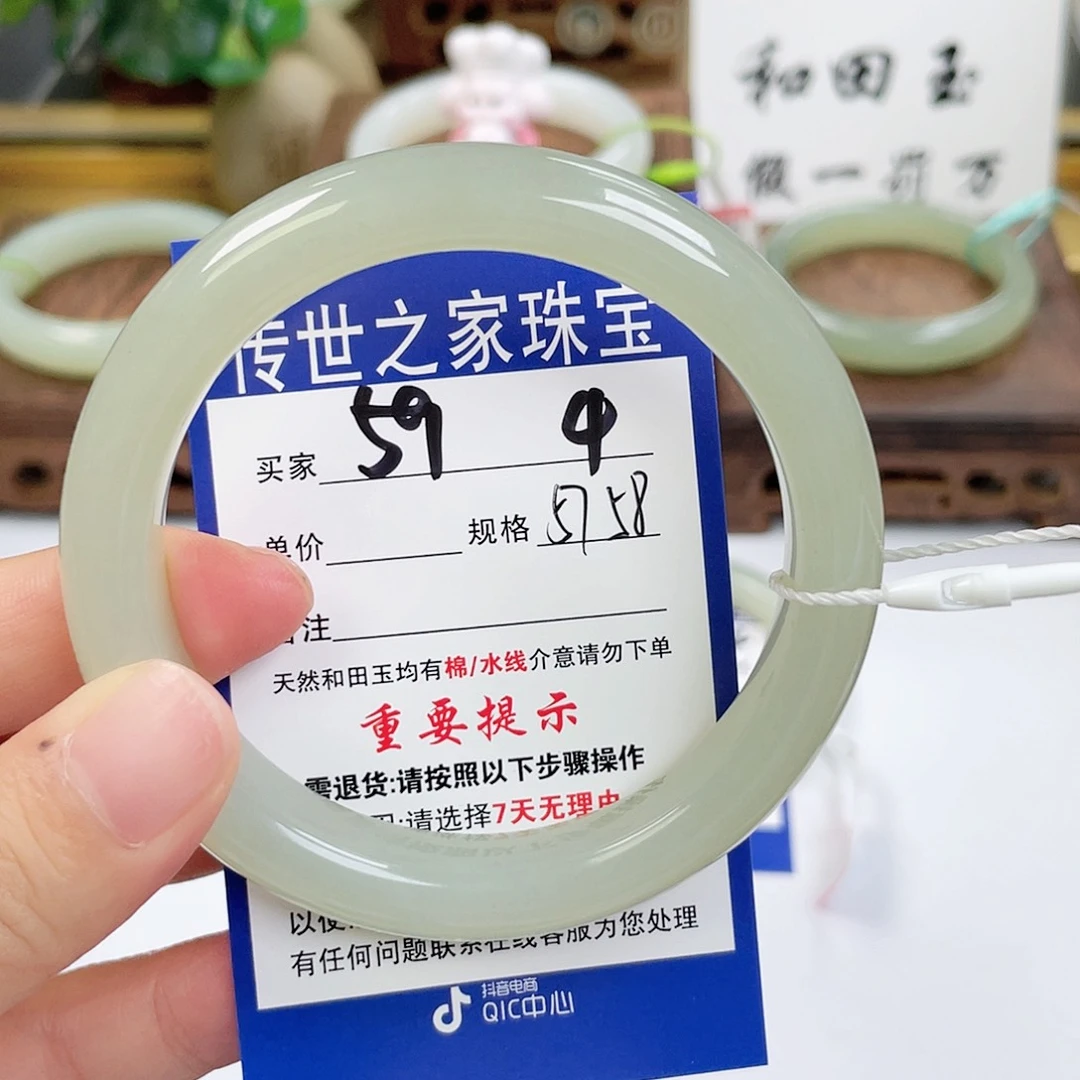 和田玉
假一罚万
传世之家珠宝
买家 59 4
单价 规格 57 58
备注
天然和田玉均有棉/水线介意请勿下单
重要提示
需退货:请按照以下步骤操作
因:请选择7天无理由
有任何问题联系在线客服为您处理
抖音电商
QIC中心